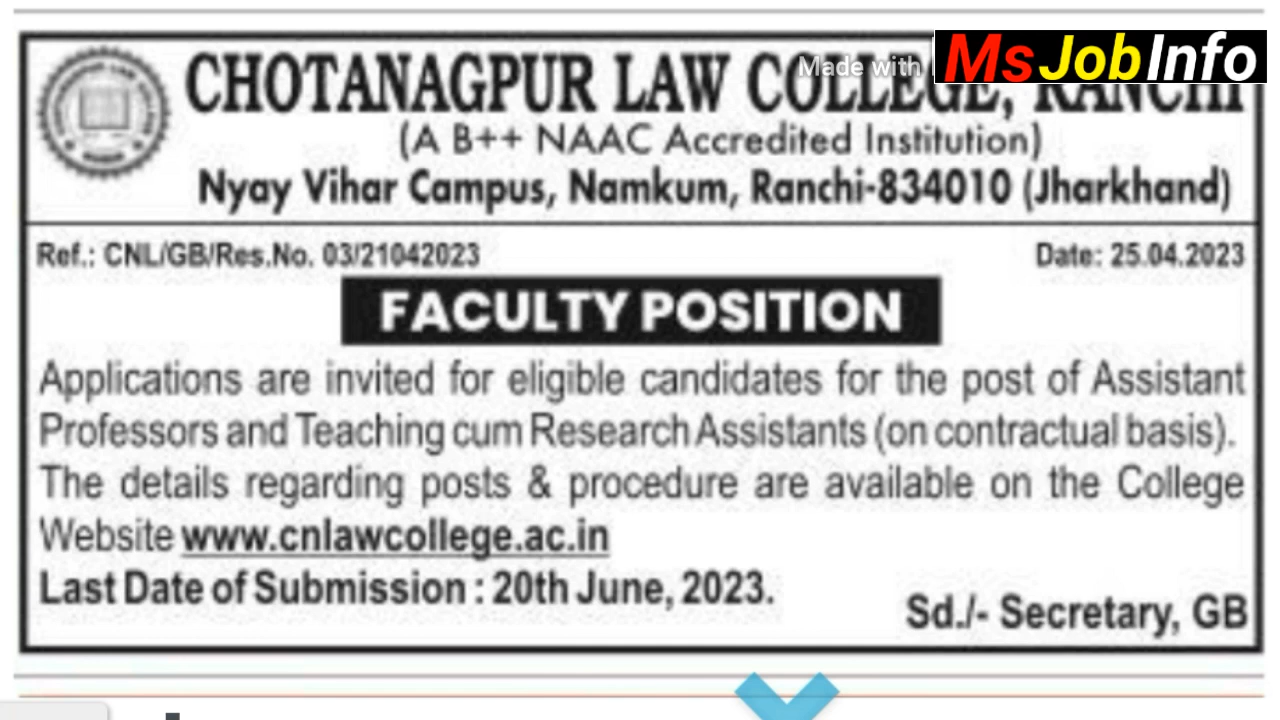 Made with
MsJobInfo
CHOTANAGPUR LAW COLLEGE, RANCHI
(A B++ NAAC Accredited Institution)
Nyay Vihar Campus, Namkum, Ranchi-834010 (Jharkhand)
Ref.: CNL/GB/Res.No. 03/21042023
Date: 25.04.2023
FACULTY POSITION
Applications are invited for eligible candidates for the post of Assistant
Professors and Teaching cum Research Assistants (on contractual basis).
The details regarding posts & procedure are available on the College
Website www.cnlawcollege.ac.in
Last Date of Submission : 20th June, 2023.
Sd./- Secretary, GB